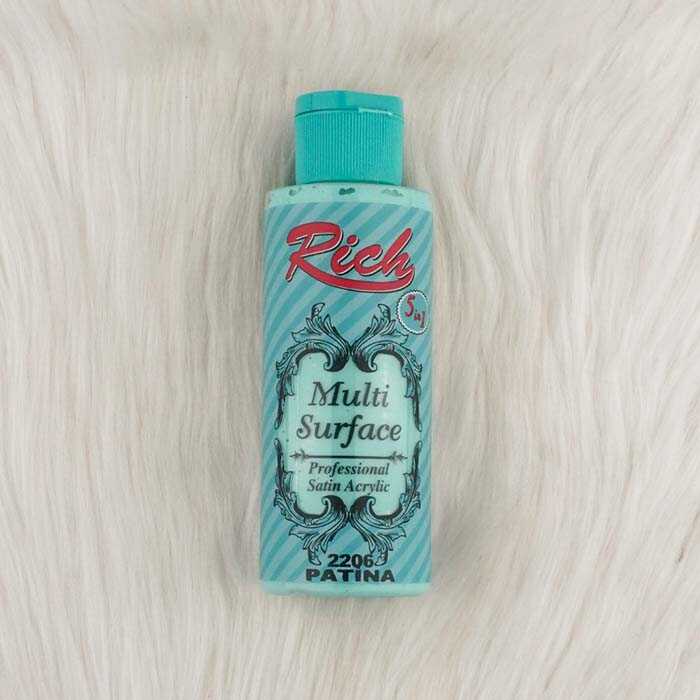 Rich
5 in 1
Multi
Surface
Professional
Satin Acrylic
2206
PATINA